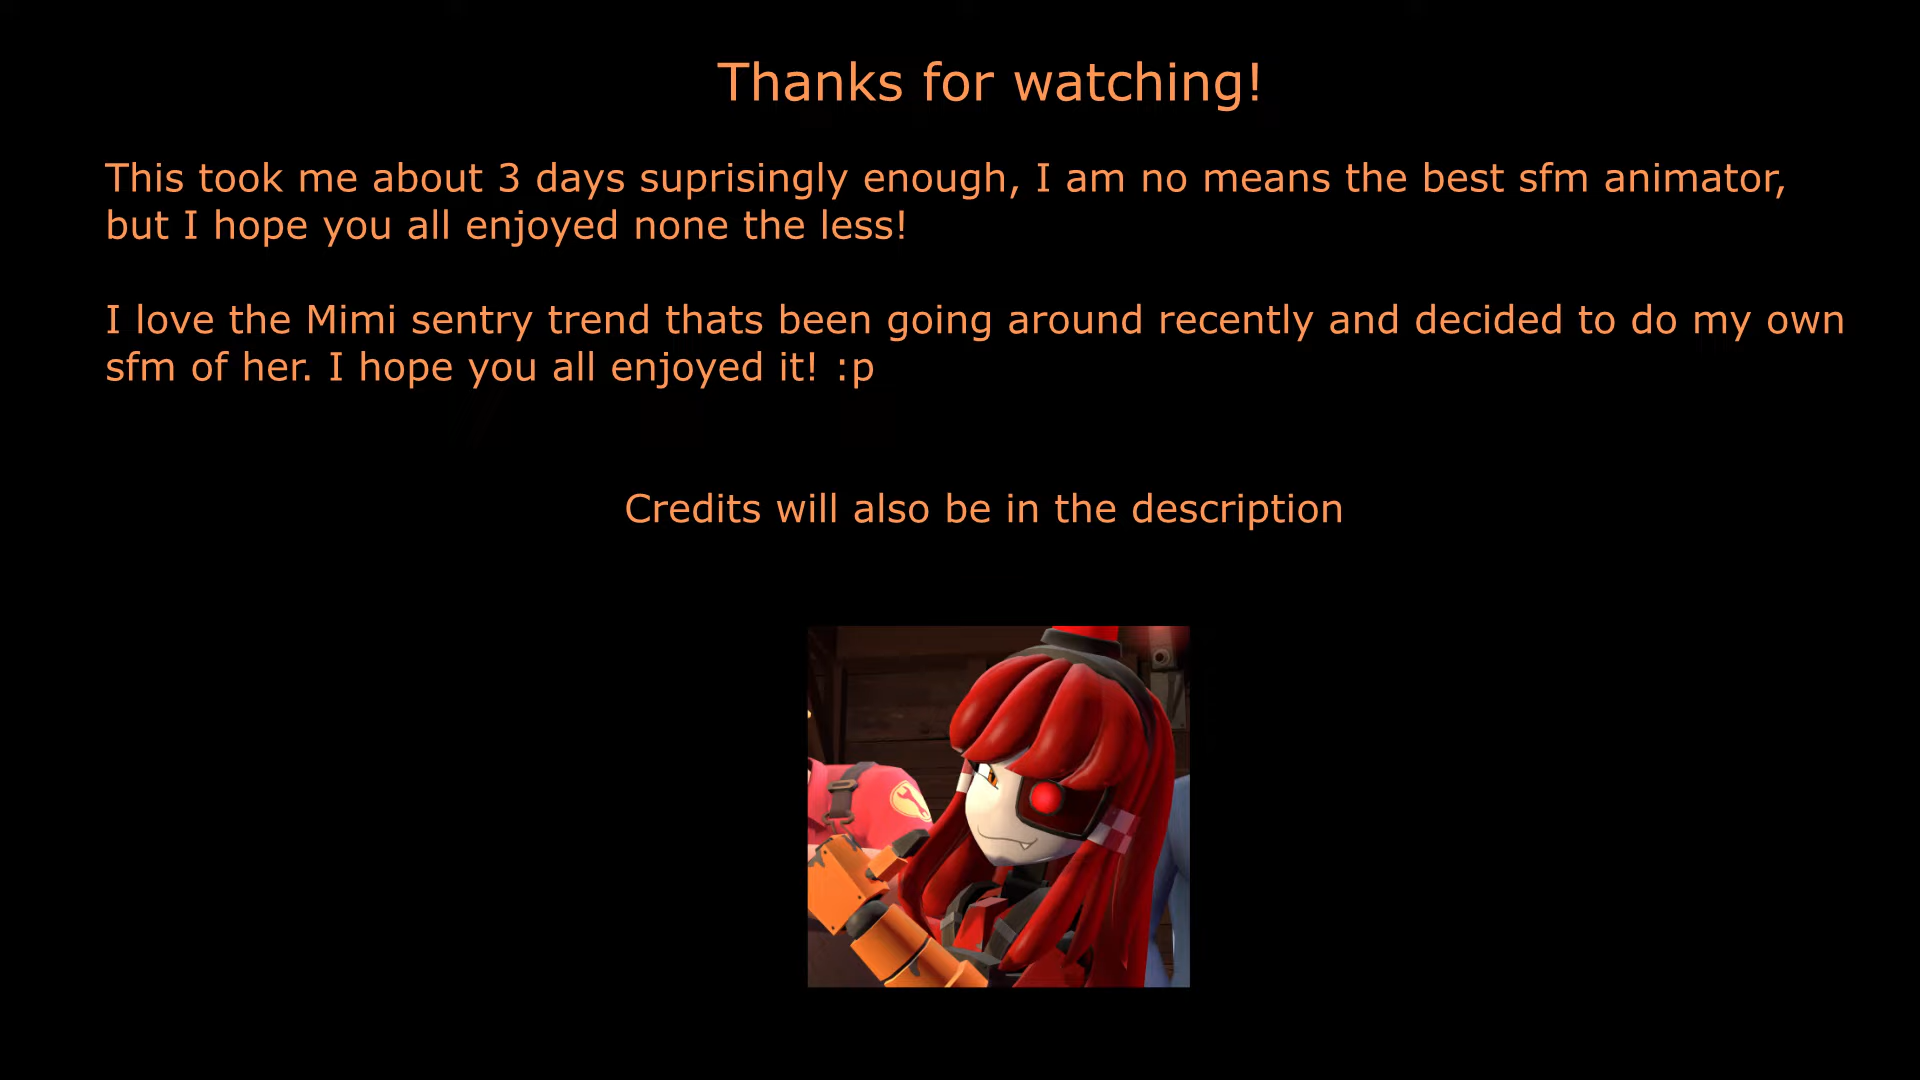 Thanks for watching!
This took me about 3 days suprisingly enough, I am no means the best sfm animator,
but I hope you all enjoyed none the less!
I love the Mimi sentry trend thats been going around recently and decided to do my own
sfm of her. I hope you all enjoyed it! :p
Credits will also be in the description